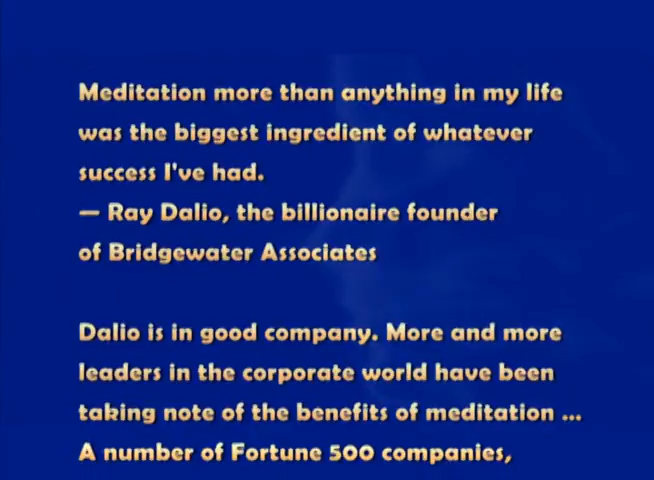 Meditation more than anything in my life
was the biggest ingredient of whatever
success I've had.
— Ray Dalio, the billionaire founder
of Bridgewater Associates
Dalio is in good company. More and more
leaders in the corporate world have been
taking note of the benefits of meditation ...
A number of Fortune 500 companies,